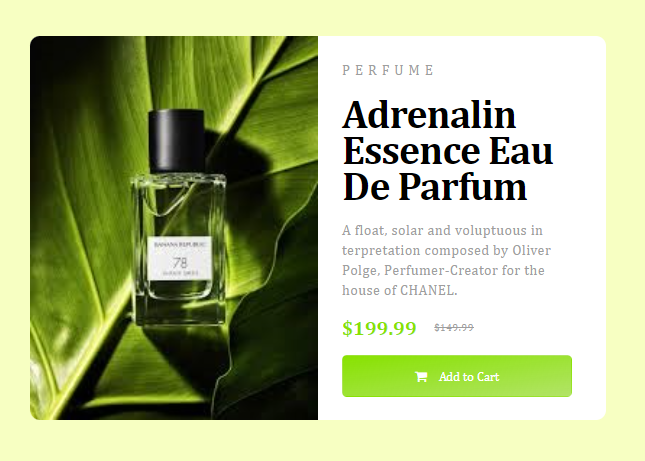 PERFUME
Adrenalin
Essence Eau
De Parfum
A float, solar and voluptuous in
terpretation composed by Oliver
Polge, Perfumer-Creator for the
house of CHANEL.
$199.99 $149.99
Add to Cart
BANANA REPUBLIC
78